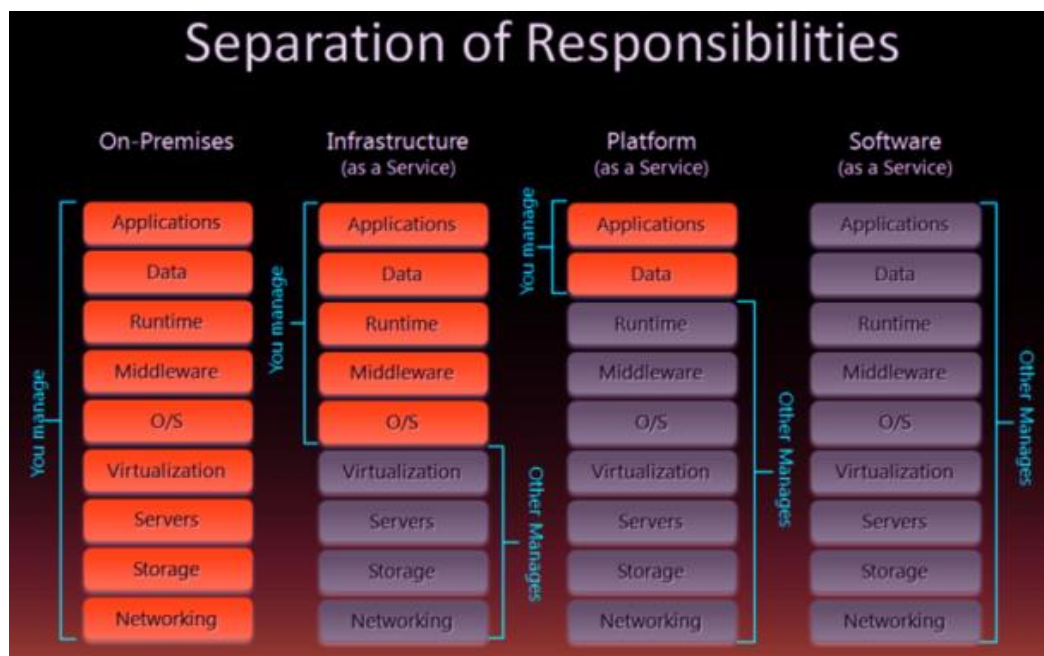 Separation of Responsibilities
On-Premises
You manage
Applications
Data
Runtime
Middleware
O/S
Virtualization
Servers
Storage
Networking
Infrastructure
(as a Service)
You manage
Applications
Data
Runtime
Middleware
O/S
Virtualization
Servers
Storage
Networking
Other Manages
Platform
(as a Service)
You manage
Applications
Data
Runtime
Middleware
O/S
Virtualization
Servers
Storage
Networking
Other Manages
Software
(as a Service)
Applications
Data
Runtime
Middleware
O/S
Virtualization
Servers
Storage
Networking
Other Manages